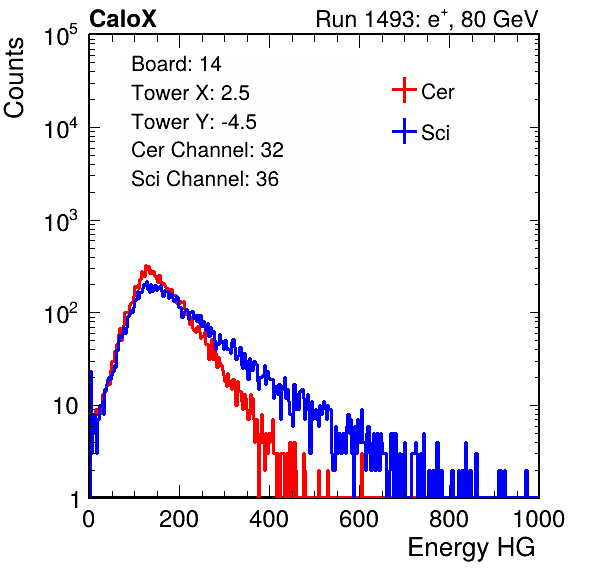 CaloX Run 1493: e⁺, 80 GeV
Counts
10⁵
10⁴
10³
10²
10
1
Board: 14
Tower X: 2.5
Tower Y: -4.5
Cer Channel: 32
Sci Channel: 36
Cer
Sci
0 200 400 600 800 1000
Energy HG